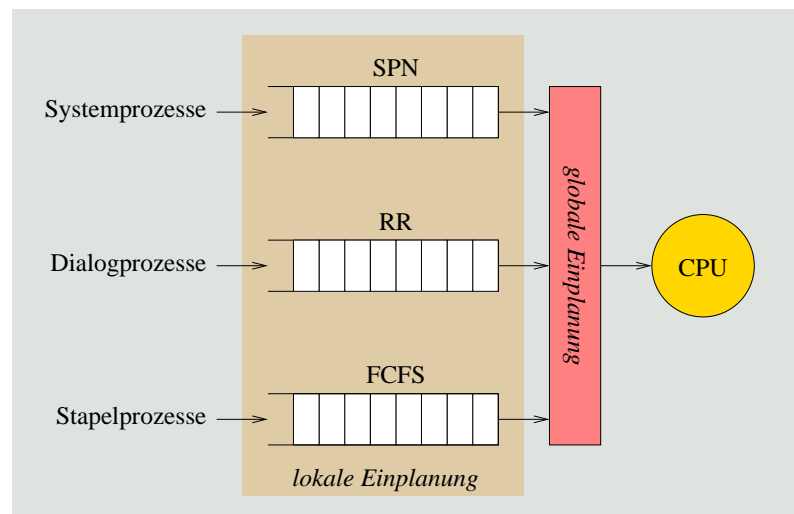 SPN
Systemprozesse
RR
Dialogprozesse
FCFS
Stapelprozesse
lokale Einplanung
globale Einplanung
CPU